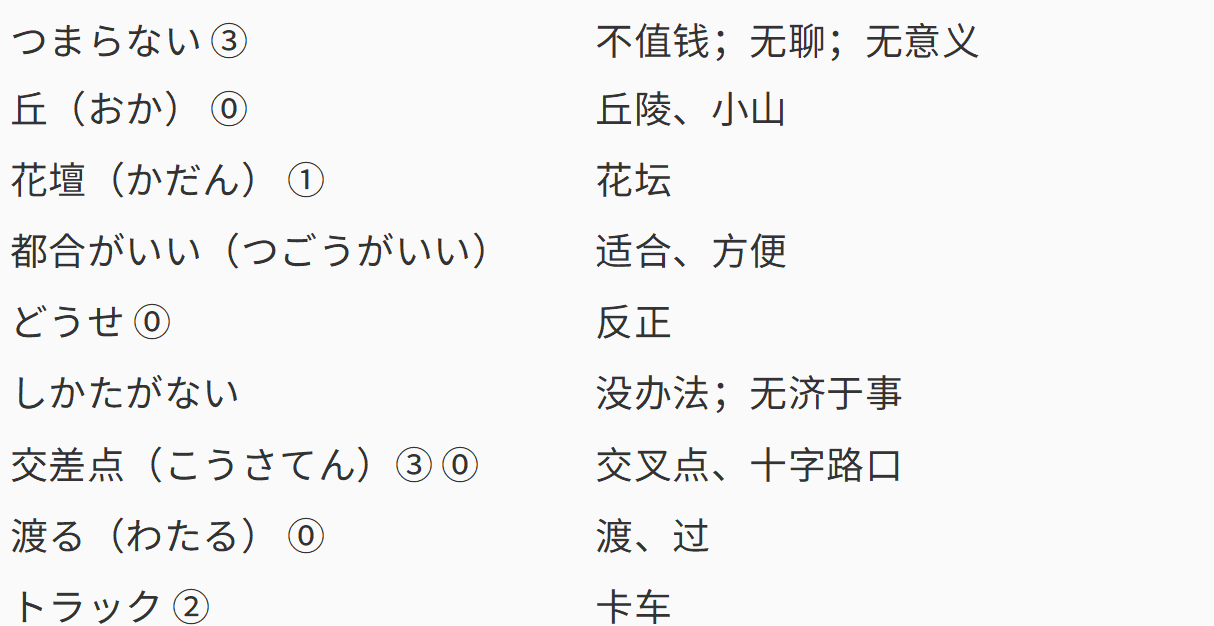 つまらない ③ 不值钱；无聊；无意义
丘（おか） ⓪ 丘陵、小山
花壇（かだん） ① 花坛
都合がいい（つごうがいい） 适合、方便
どうせ ⓪ 反正
しかたがない 没办法；无济于事
交差点（こうさてん）③ ⓪ 交叉点、十字路口
渡る（わたる） ⓪ 渡、过
トラック ② 卡车